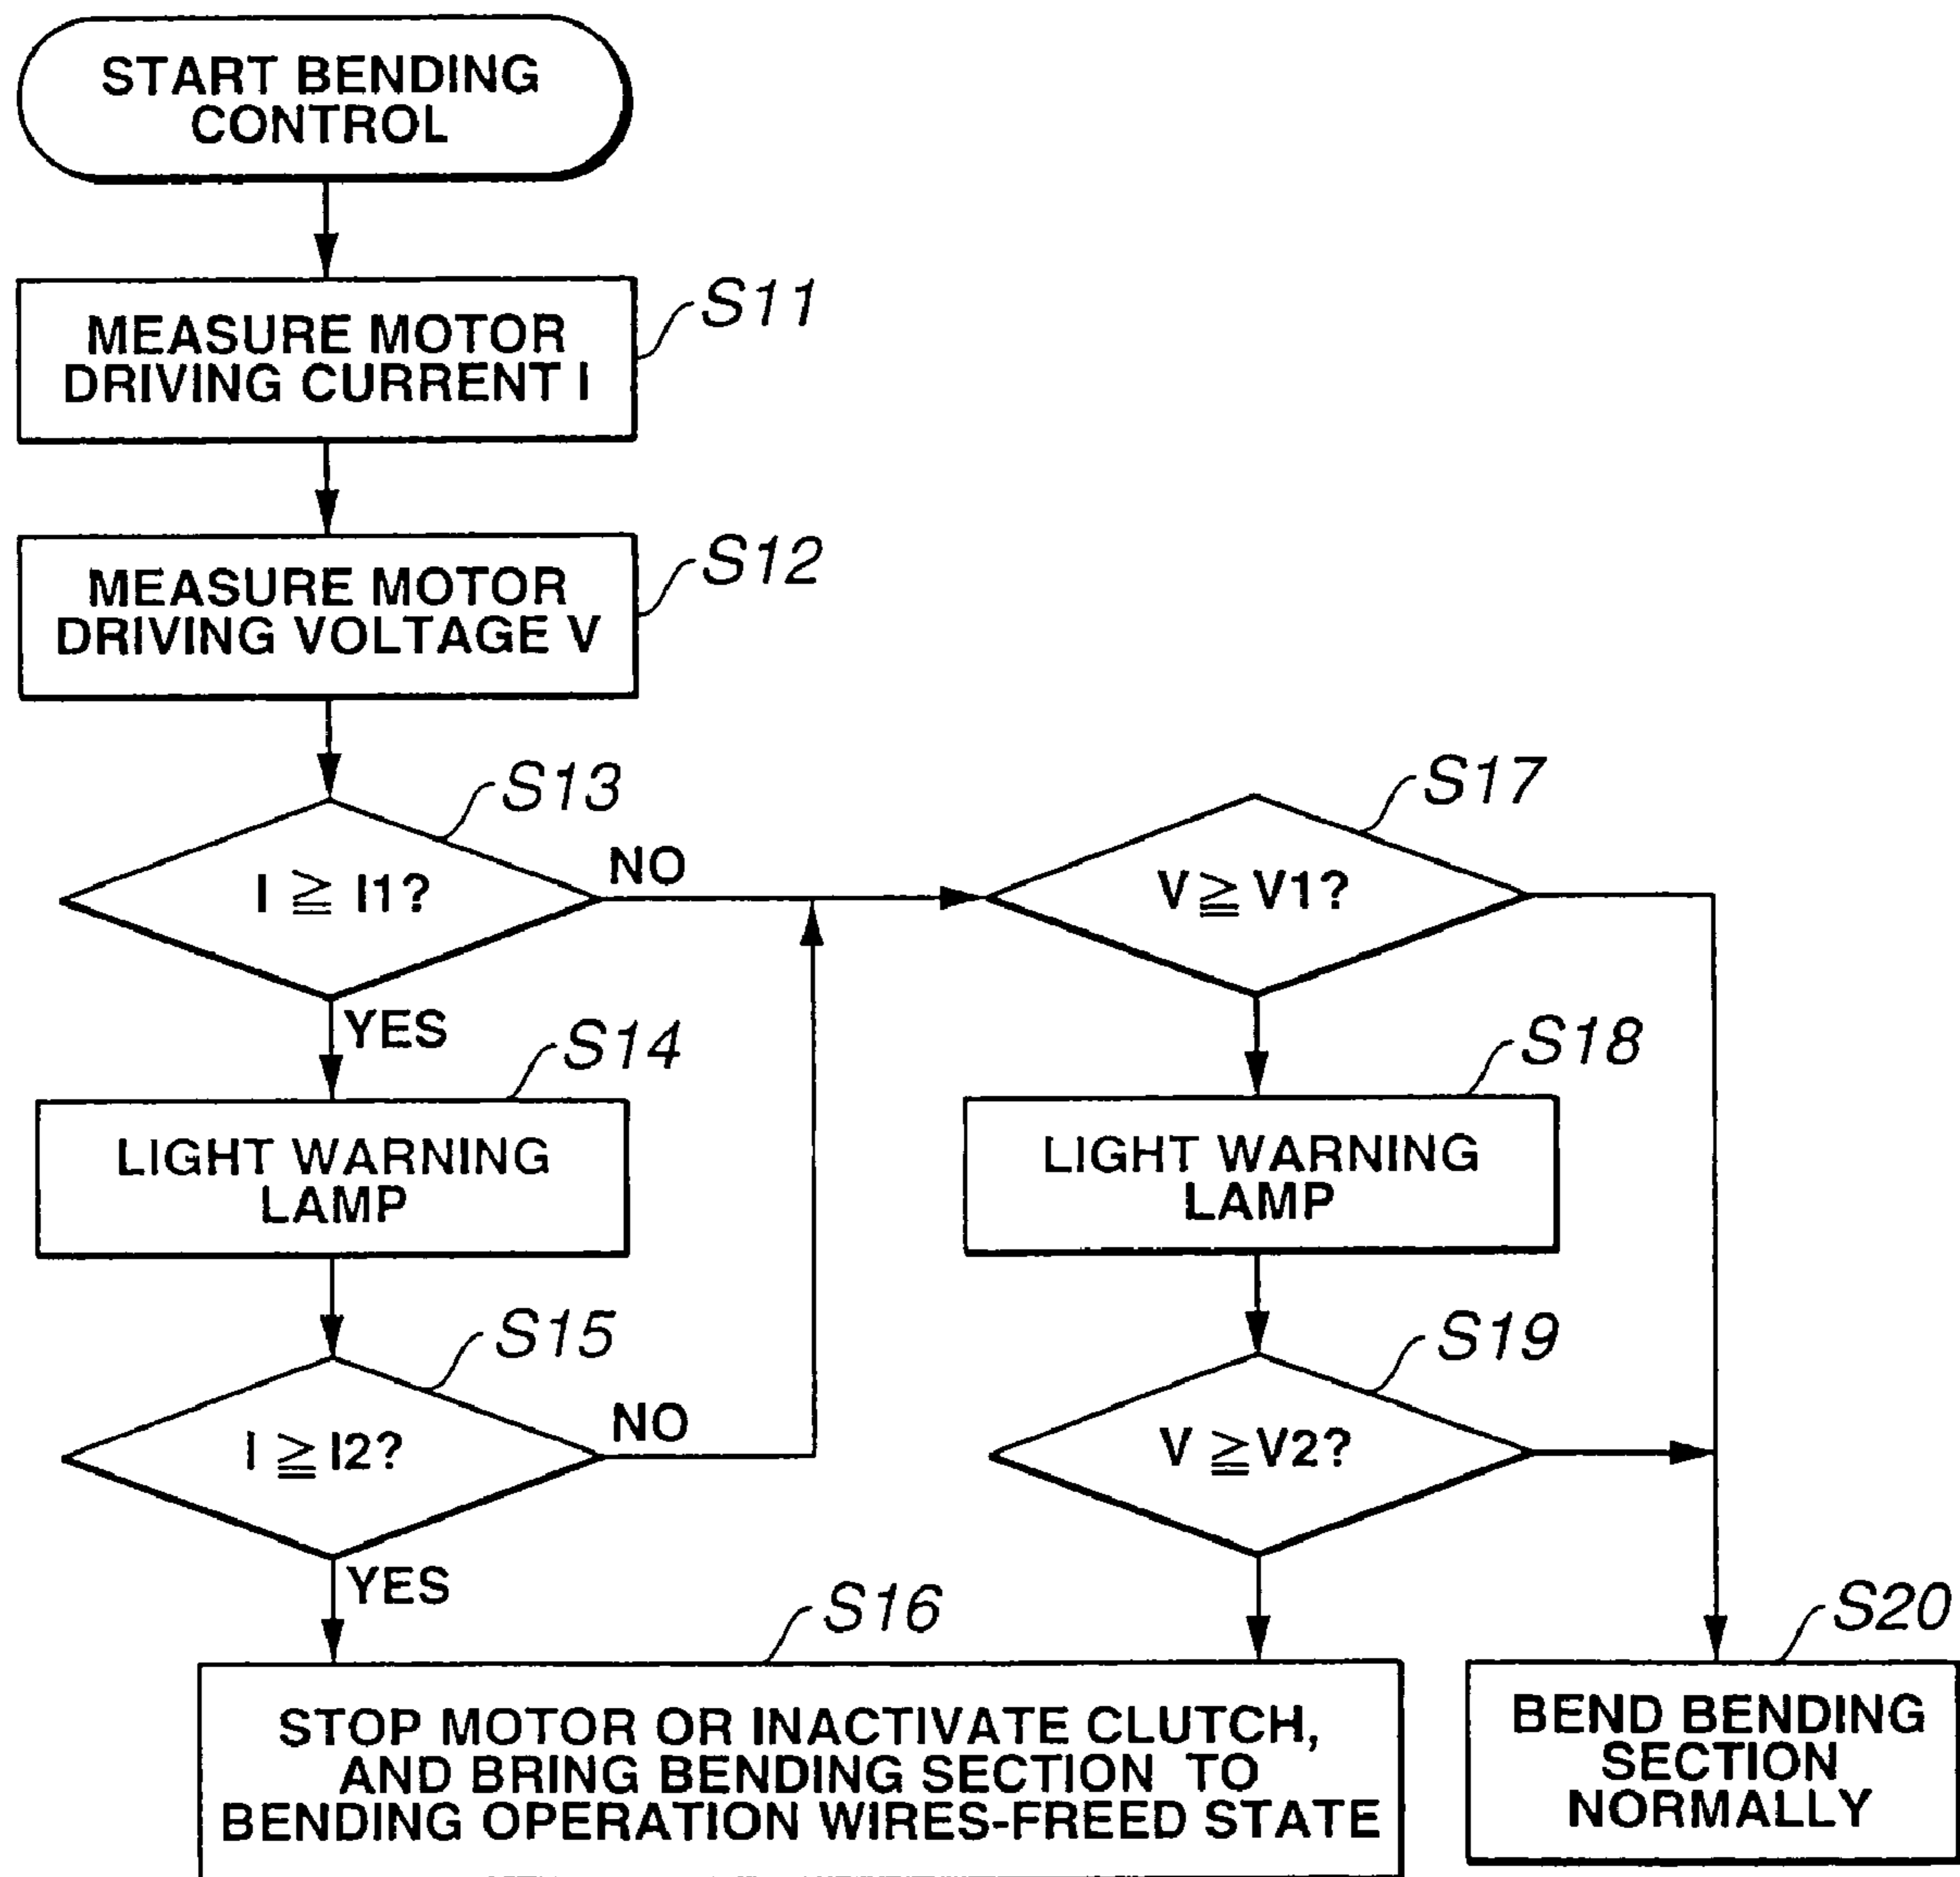 START BENDING
CONTROL
S11
MEASURE MOTOR
DRIVING CURRENT I
S12
MEASURE MOTOR
DRIVING VOLTAGE V
S13
I ≧ I1?
NO
YES
S14
LIGHT WARNING
LAMP
S15
I ≧ I2?
NO
YES
S17
V ≧ V1?
S18
LIGHT WARNING
LAMP
S19
V ≧ V2?
S16
STOP MOTOR OR INACTIVATE CLUTCH,
AND BRING BENDING SECTION TO
BENDING OPERATION WIRES-FREED STATE
S20
BEND BENDING
SECTION
NORMALLY